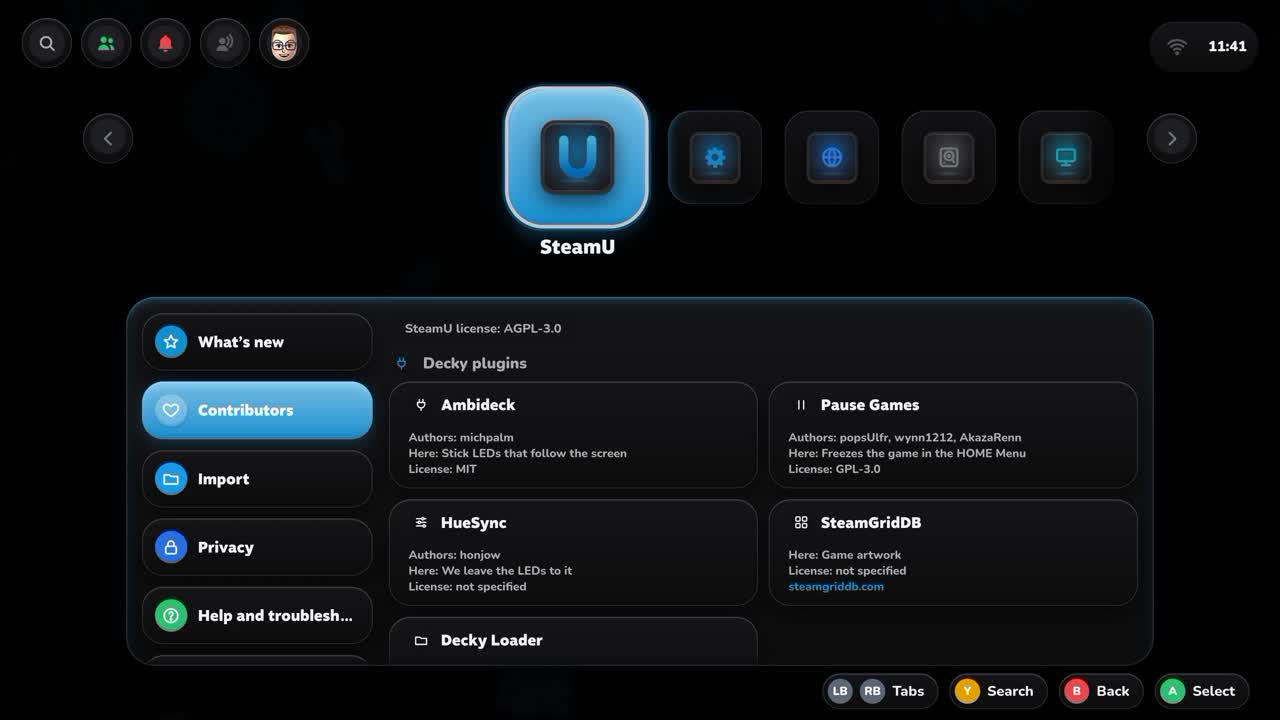 11:41
U
SteamU
What's new
Contributors
Import
Privacy
Help and troublesh...
SteamU license: AGPL-3.0
Decky plugins
Ambideck
Authors: michpalm
Here: Stick LEDs that follow the screen
License: MIT
Pause Games
Authors: popsUlfr, wynn1212, AkazaRenn
Here: Freezes the game in the HOME Menu
License: GPL-3.0
HueSync
Authors: honjow
Here: We leave the LEDs to it
License: not specified
SteamGridDB
Here: Game artwork
License: not specified
steamgriddb.com
Decky Loader
LB RB Tabs
Y Search
B Back
A Select